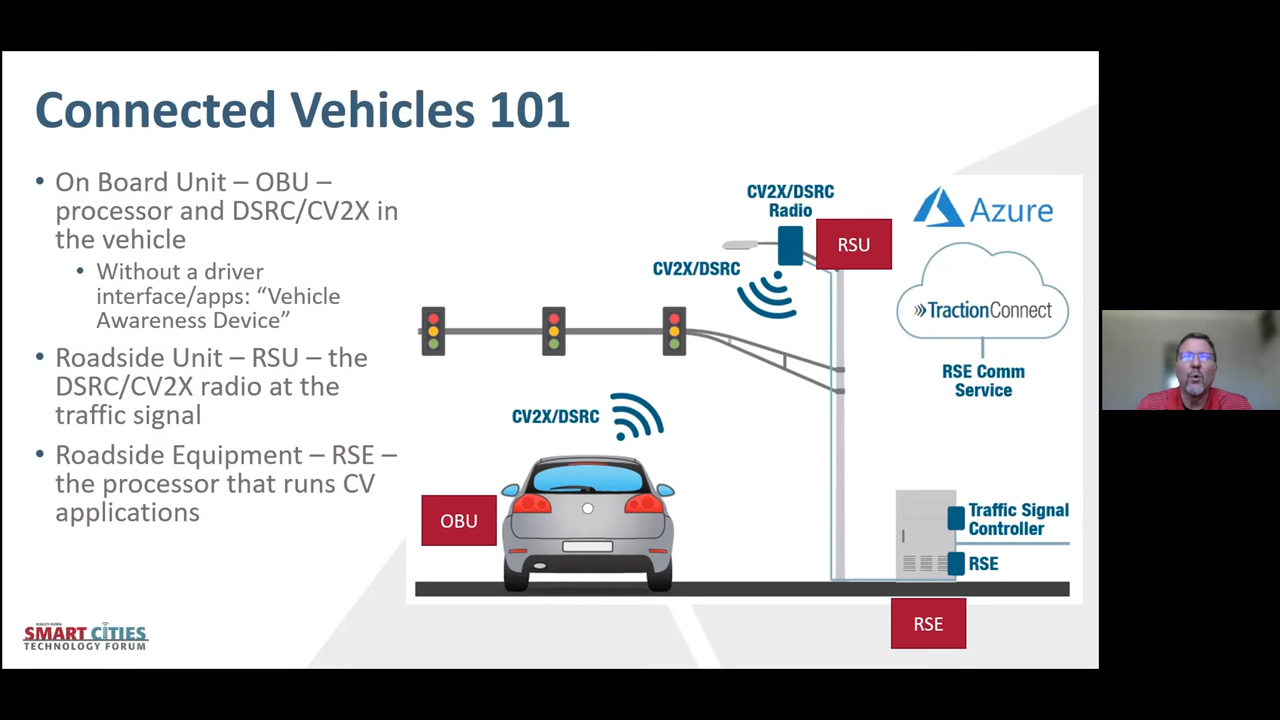 Connected Vehicles 101
• On Board Unit – OBU –
processor and DSRC/CV2X in
the vehicle
• Without a driver
interface/apps: “Vehicle
Awareness Device”
• Roadside Unit – RSU – the
DSRC/CV2X radio at the
traffic signal
• Roadside Equipment – RSE –
the processor that runs CV
applications
CV2X/DSRC
Radio
RSU
CV2X/DSRC
Azure
TractionConnect
RSE Comm
Service
CV2X/DSRC
OBU
Traffic Signal
Controller
RSE
RSE
KIMLEY-HORN
SMART CITIES
TECHNOLOGY FORUM